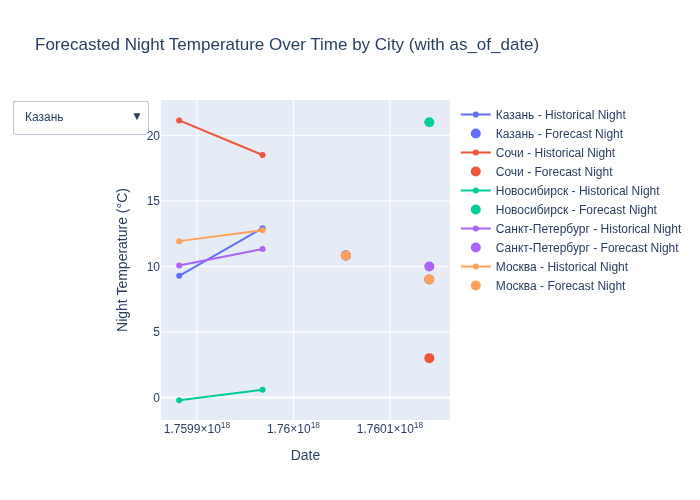 Forecasted Night Temperature Over Time by City (with as_of_date)
Казань ▼
20
15
10
5
0
Night Temperature (°C)
1.7599×10¹⁸ 1.76×10¹⁸ 1.7601×10¹⁸
Date
Казань - Historical Night
Казань - Forecast Night
Сочи - Historical Night
Сочи - Forecast Night
Новосибирск - Historical Night
Новосибирск - Forecast Night
Санкт-Петербург - Historical Night
Санкт-Петербург - Forecast Night
Москва - Historical Night
Москва - Forecast Night